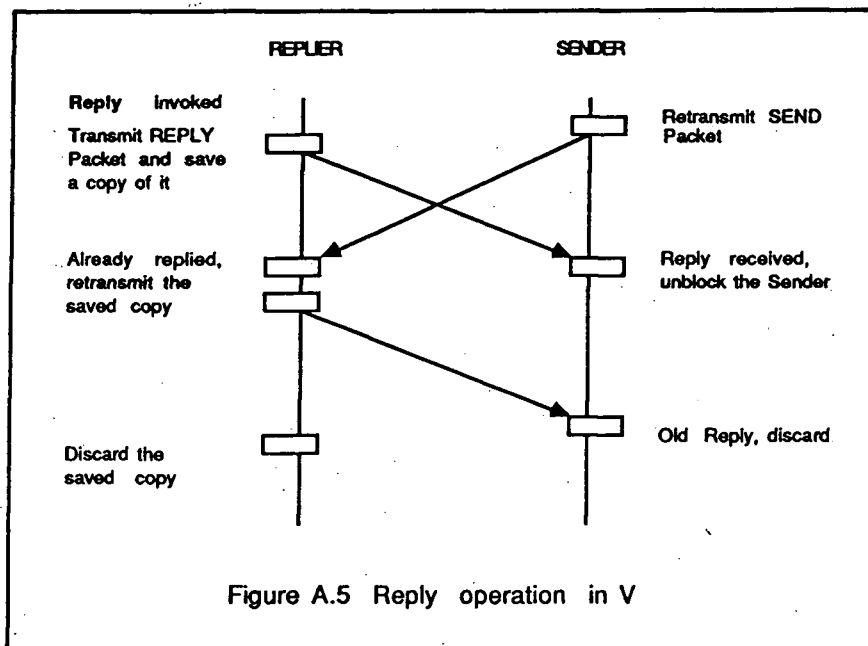 REPLIER
SENDER
Reply invoked
Transmit REPLY
Packet and save
a copy of it
Retransmit SEND
Packet
Already replied,
retransmit the
saved copy
Reply received,
unblock the Sender
Discard the
saved copy
Old Reply, discard
Figure A.5 Reply operation in V